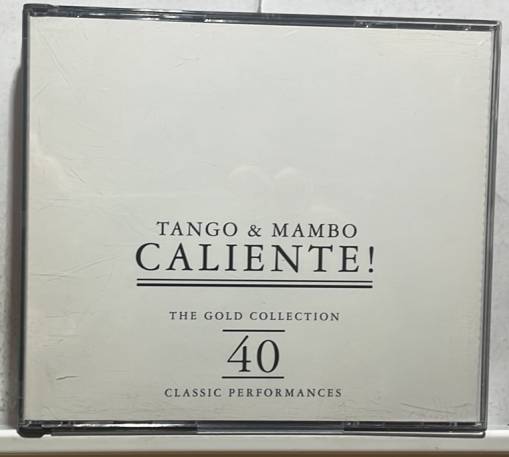 TANGO & MAMBO
CALIENTE!
THE GOLD COLLECTION
40
CLASSIC PERFORMANCES